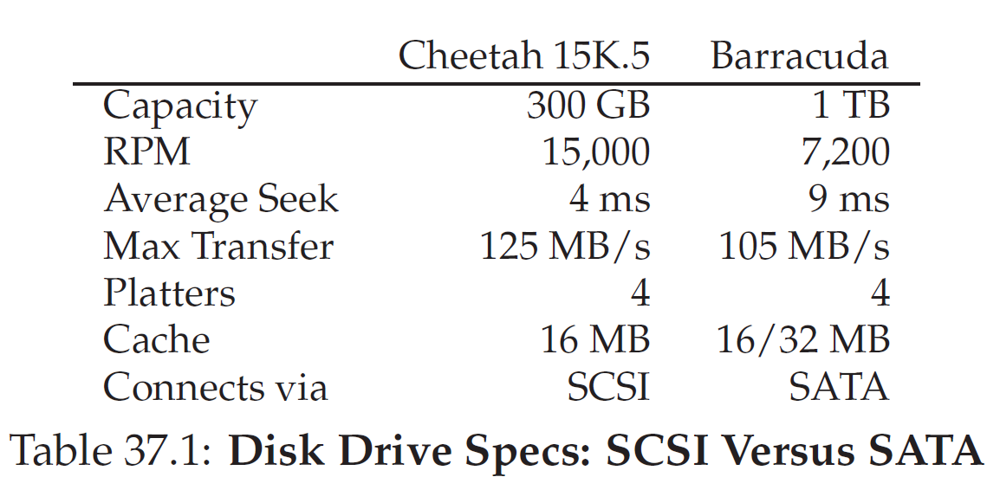 Cheetah 15K.5 Barracuda
Capacity 300 GB 1 TB
RPM 15,000 7,200
Average Seek 4 ms 9 ms
Max Transfer 125 MB/s 105 MB/s
Platters 4 4
Cache 16 MB 16/32 MB
Connects via SCSI SATA
Table 37.1: Disk Drive Specs: SCSI Versus SATA